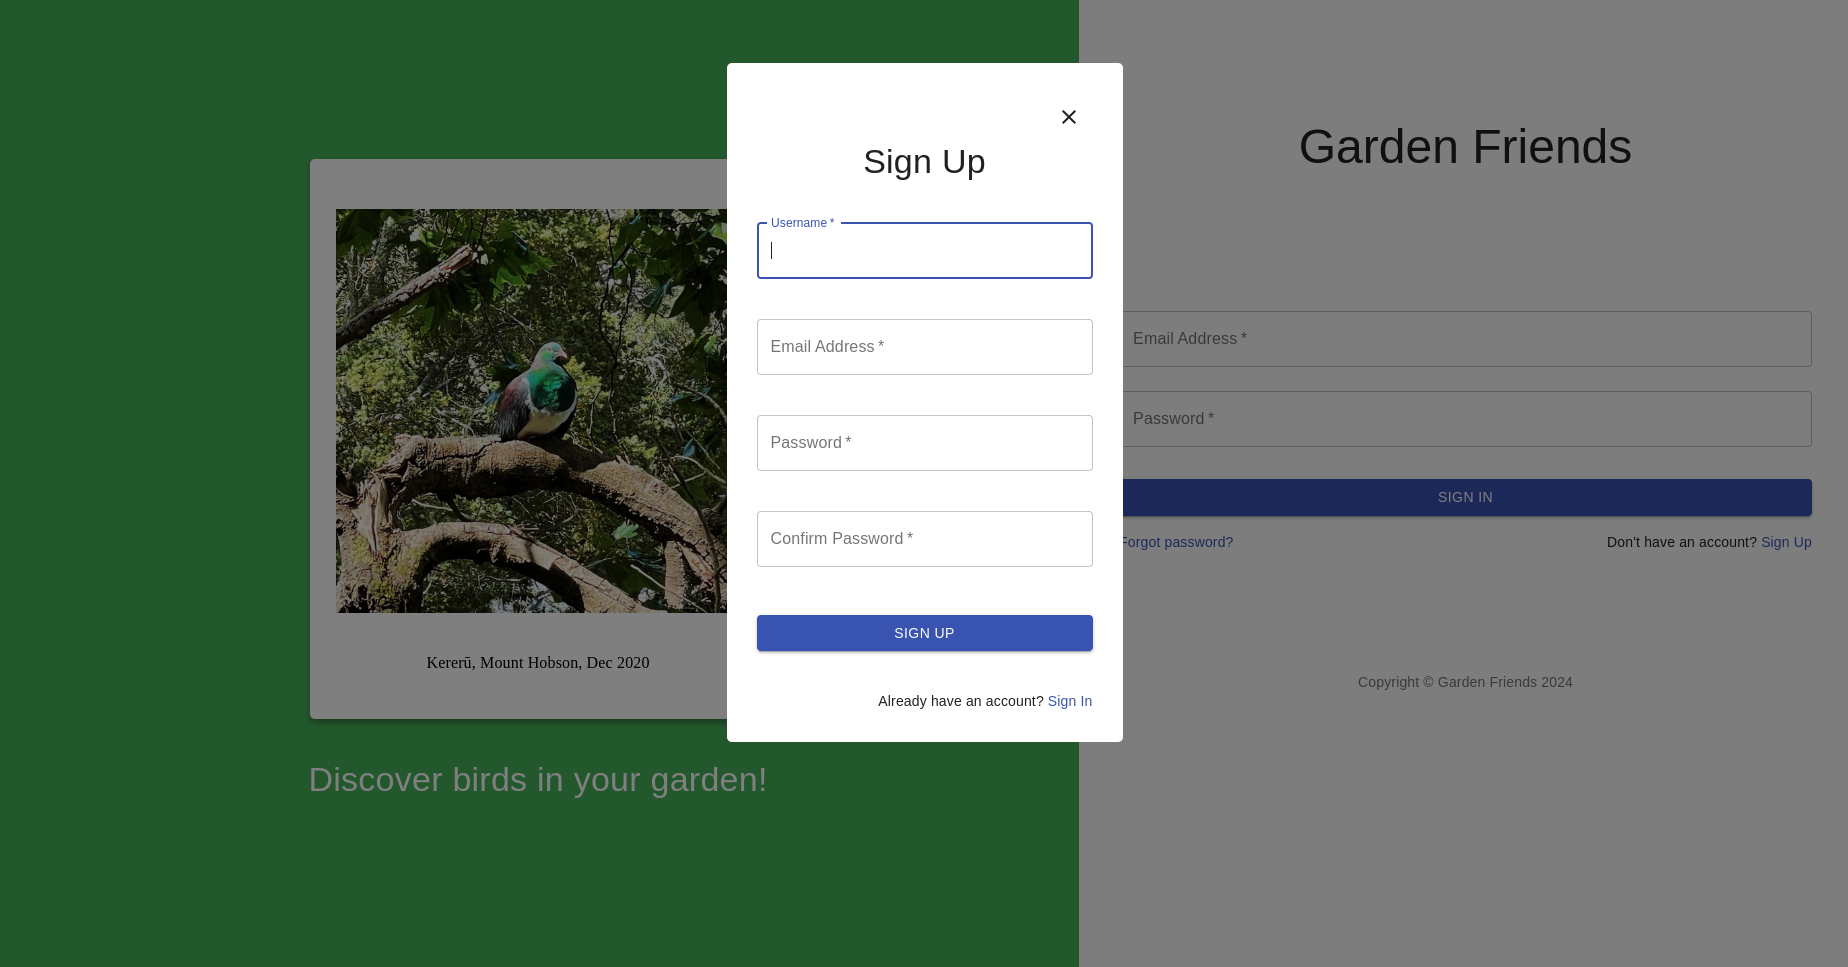 Sign Up
Username *
Email Address *
Password *
Confirm Password *
SIGN UP
Already have an account? Sign In
Kererū, Mount Hobson, Dec 2020
Discover birds in your garden!
Garden Friends
Email Address *
Password *
SIGN IN
Forgot password?
Don't have an account? Sign Up
Copyright © Garden Friends 2024